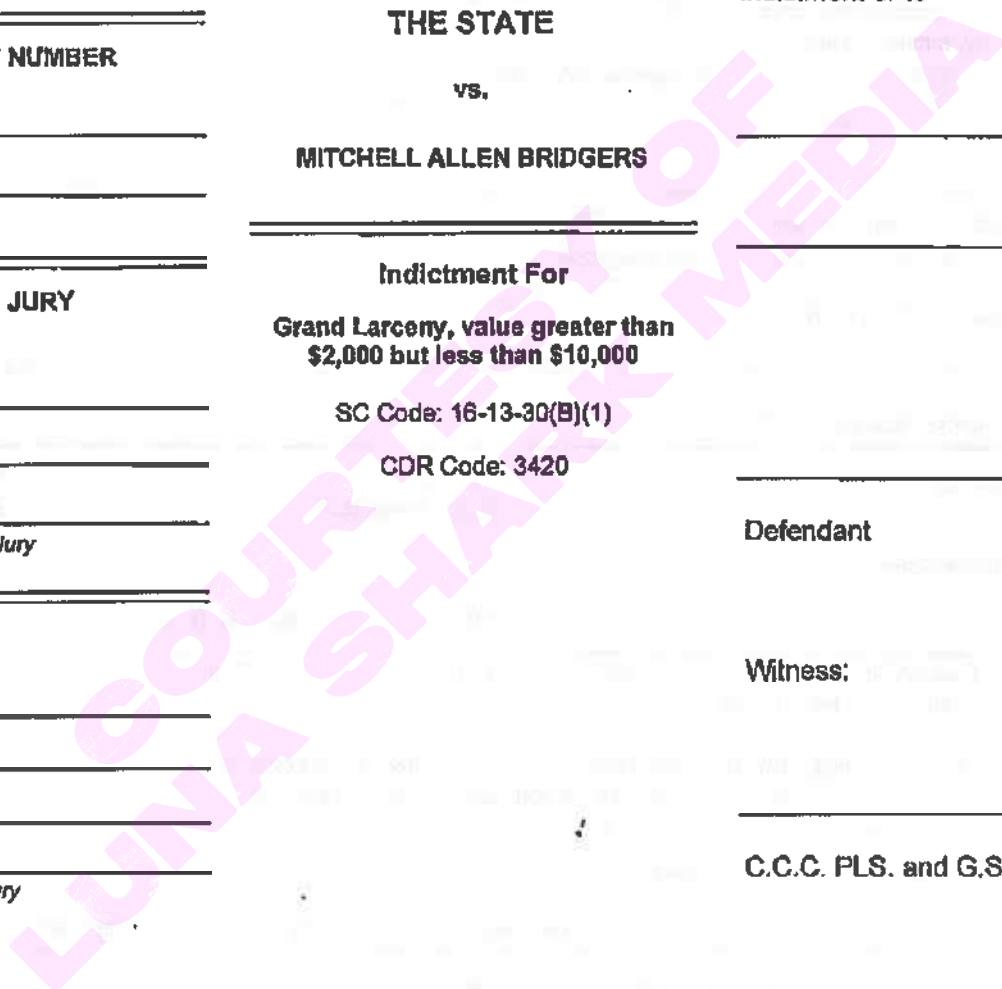 NUMBER
JURY
Jury
THE STATE
vs.
MITCHELL ALLEN BRIDGERS
Indictment For
Grand Larceny, value greater than
$2,000 but less than $10,000
SC Code: 16-13-30(B)(1)
CDR Code: 3420
Defendant
Witness:
C.C.C. PLS. and G.S
COURTESY OF
LUNA SHARK MEDIA